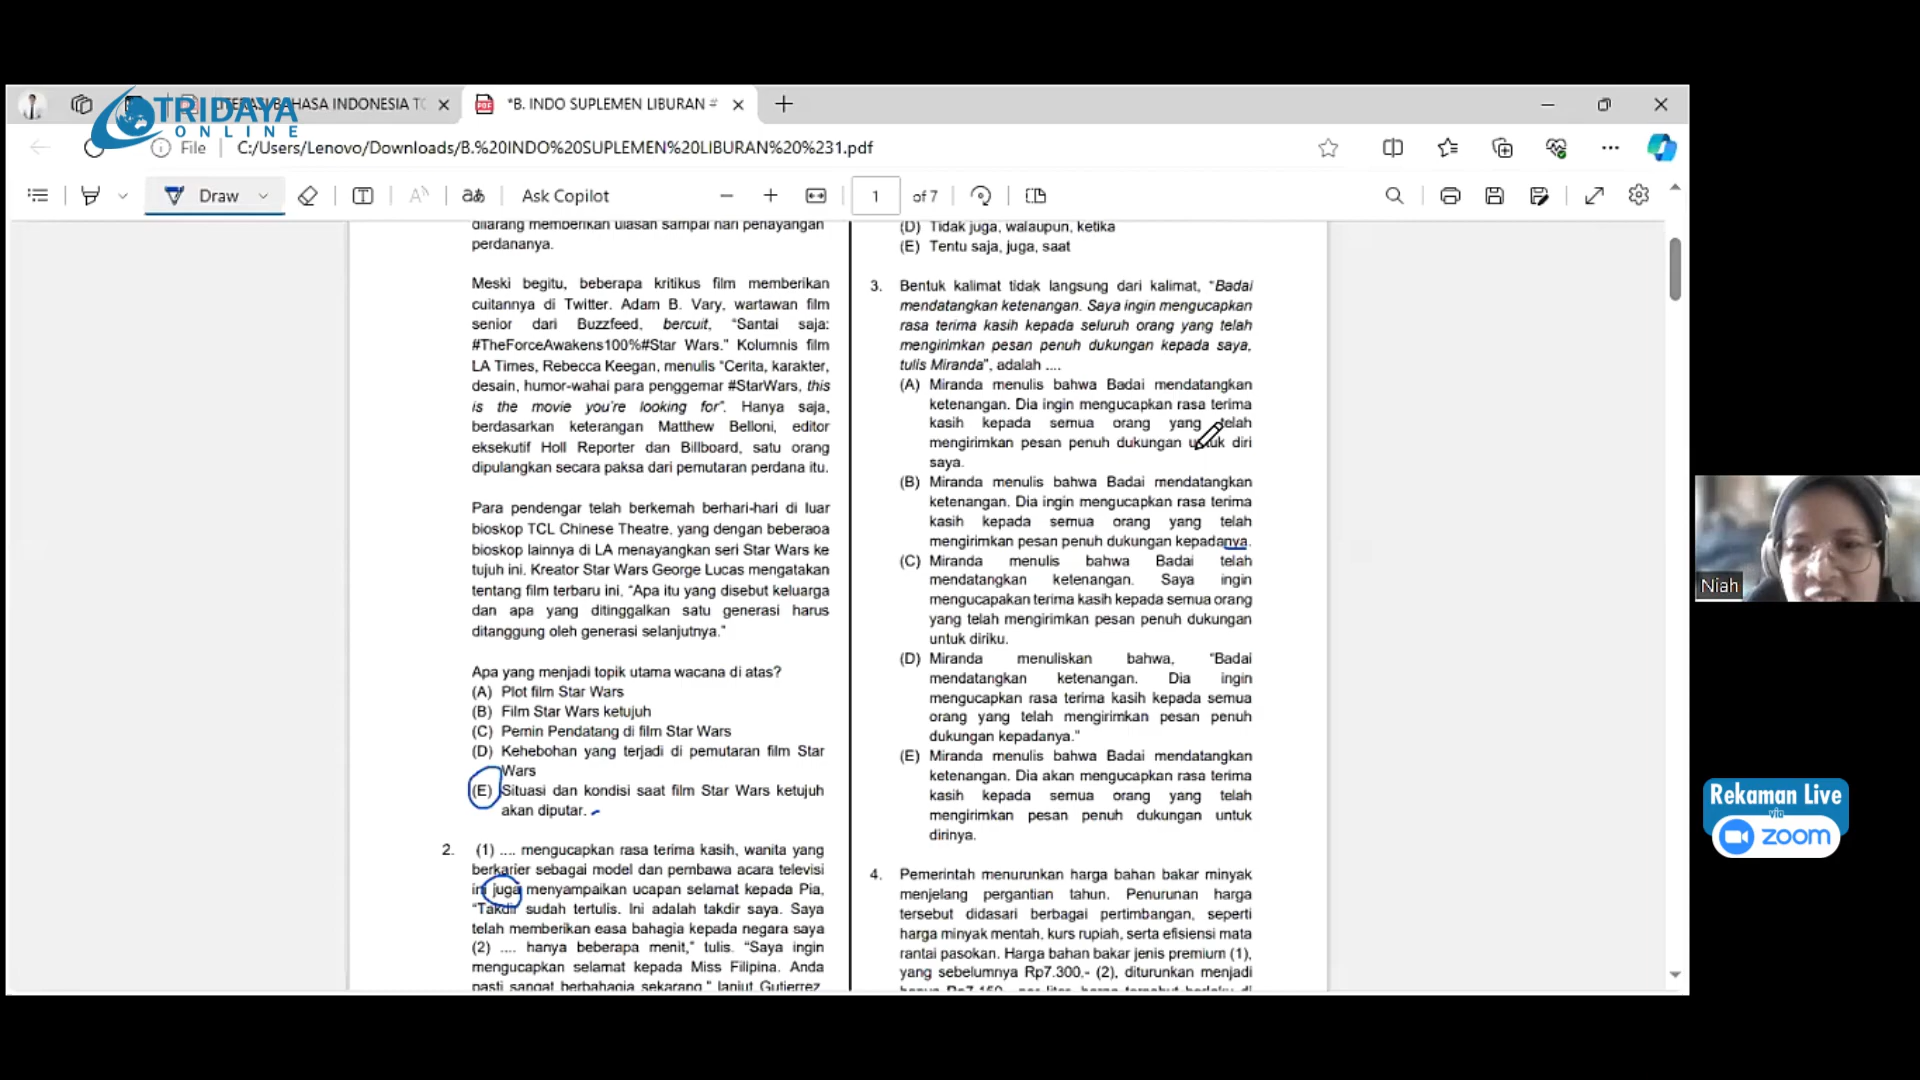 TRIDAYA
ONLINE
BAHASA INDONESIA
*B. INDO SUPLEMEN LIBURAN #
File
C:/Users/Lenovo/Downloads/B.%20INDO%20SUPLEMEN%20LIBURAN%20%231.pdf
Draw
Ask Copilot
1
of 7
dilarang memberikan ulasan sampai hari penayangan
perdananya.
Meski begitu, beberapa kritikus film memberikan
cuitannya di Twitter. Adam B. Vary, wartawan film
senior dari Buzzfeed, bercuit, “Santai saja:
#TheForceAwakens100%#Star Wars.” Kolumnis film
LA Times, Rebecca Keegan, menulis “Cerita, karakter,
desain, humor-wahai para penggemar #StarWars, this
is the movie you're looking for”. Hanya saja,
berdasarkan keterangan Matthew Belloni, editor
eksekutif Holl Reporter dan Billboard, satu orang
dipulangkan secara paksa dari pemutaran perdana itu.
Para pendengar telah berkemah berhari-hari di luar
bioskop TCL Chinese Theatre, yang dengan beberaoa
bioskop lainnya di LA menayangkan seri Star Wars ke
tujuh ini. Kreator Star Wars George Lucas mengatakan
tentang film terbaru ini, “Apa itu yang disebut keluarga
dan apa yang ditinggalkan satu generasi harus
ditanggung oleh generasi selanjutnya.”
Apa yang menjadi topik utama wacana di atas?
(A) Plot film Star Wars
(B) Film Star Wars ketujuh
(C) Pemin Pendatang di film Star Wars
(D) Kehebohan yang terjadi di pemutaran film Star
Wars
(E) Situasi dan kondisi saat film Star Wars ketujuh
akan diputar.
2. (1) .... mengucapkan rasa terima kasih, wanita yang
berkarier sebagai model dan pembawa acara televisi
ini juga menyampaikan ucapan selamat kepada Pia,
“Takdir sudah tertulis. Ini adalah takdir saya. Saya
telah memberikan easa bahagia kepada negara saya
(2) .... hanya beberapa menit,” tulis. “Saya ingin
mengucapkan selamat kepada Miss Filipina. Anda
pasti sangat berbahagia sekarang,” lanjut Gutierrez.
(D) Tidak juga, walaupun, ketika
(E) Tentu saja, juga, saat
3. Bentuk kalimat tidak langsung dari kalimat, “Badai
mendatangkan ketenangan. Saya ingin mengucapkan
rasa terima kasih kepada seluruh orang yang telah
mengirimkan pesan penuh dukungan kepada saya,
tulis Miranda”, adalah ....
(A) Miranda menulis bahwa Badai mendatangkan
ketenangan. Dia ingin mengucapkan rasa terima
kasih kepada semua orang yang telah
mengirimkan pesan penuh dukungan untuk diri
saya.
(B) Miranda menulis bahwa Badai mendatangkan
ketenangan. Dia ingin mengucapkan rasa terima
kasih kepada semua orang yang telah
mengirimkan pesan penuh dukungan kepadanya.
(C) Miranda menulis bahwa Badai telah
mendatangkan ketenangan. Saya ingin
mengucapakan terima kasih kepada semua orang
yang telah mengirimkan pesan penuh dukungan
untuk diriku.
(D) Miranda menuliskan bahwa, “Badai
mendatangkan ketenangan. Dia ingin
mengucapkan rasa terima kasih kepada semua
orang yang telah mengirimkan pesan penuh
dukungan kepadanya.”
(E) Miranda menulis bahwa Badai mendatangkan
ketenangan. Dia akan mengucapkan rasa terima
kasih kepada semua orang yang telah
mengirimkan pesan penuh dukungan untuk
dirinya.
4. Pemerintah menurunkan harga bahan bakar minyak
menjelang pergantian tahun. Penurunan harga
tersebut didasari berbagai pertimbangan, seperti
harga minyak mentah, kurs rupiah, serta efisiensi mata
rantai pasokan. Harga bahan bakar jenis premium (1),
yang sebelumnya Rp7.300,- (2), diturunkan menjadi
Niah
Rekaman Live
via
zoom